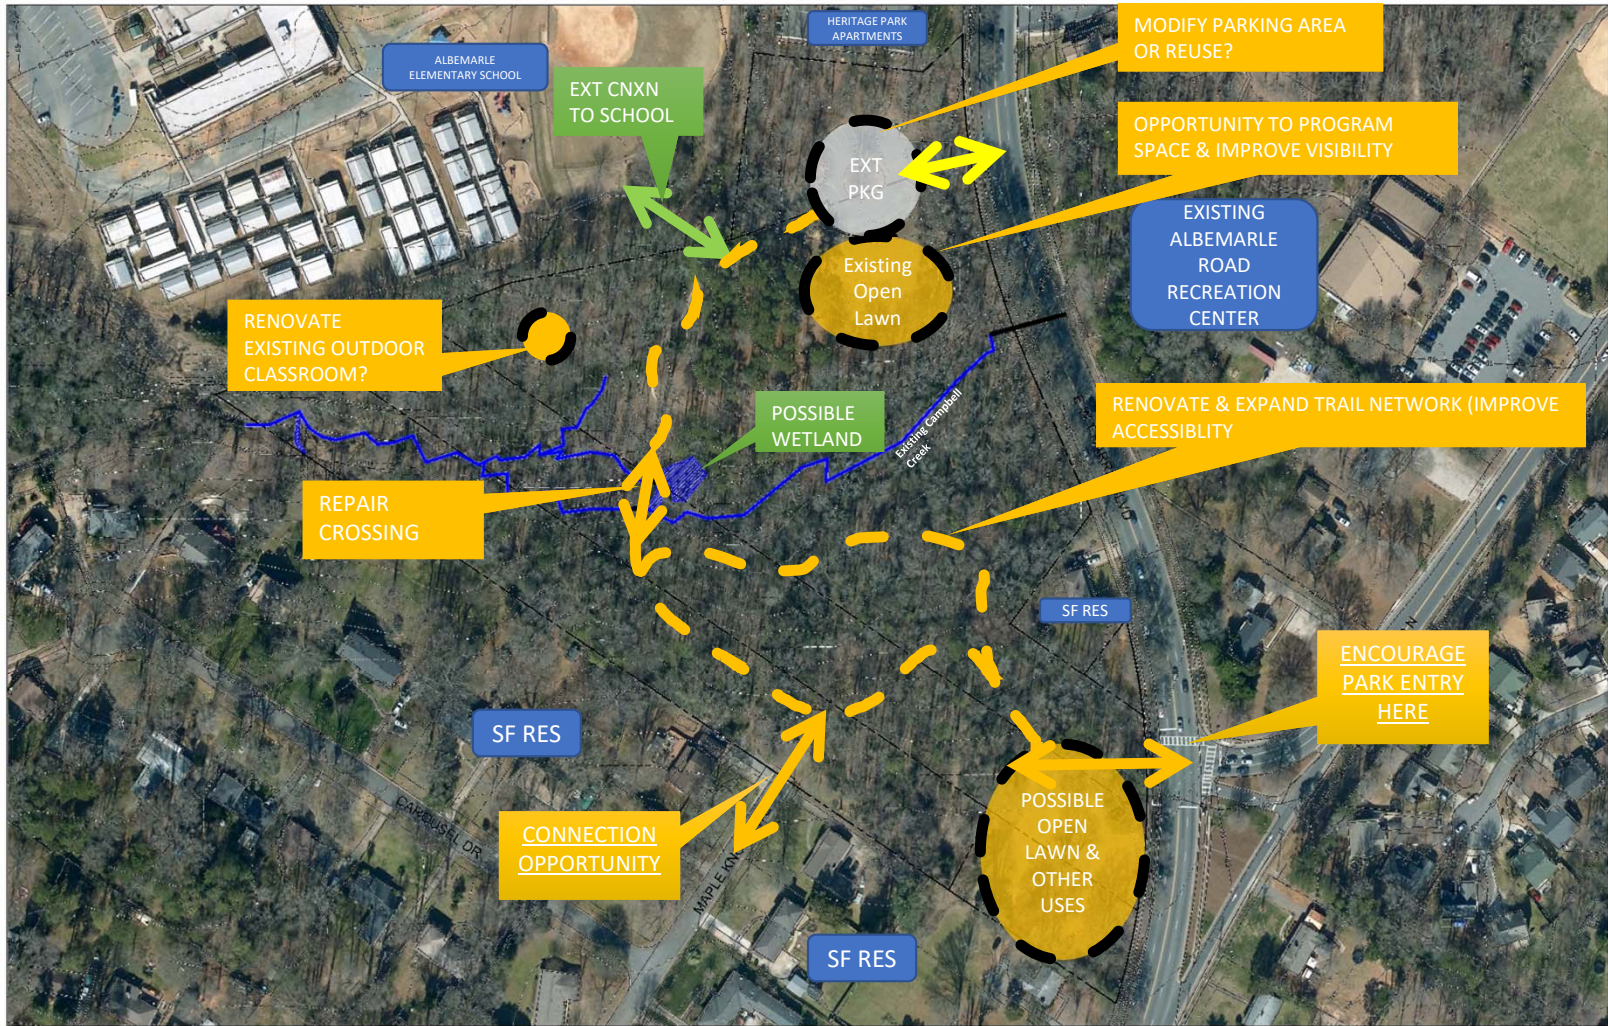 HERITAGE PARK
APARTMENTS
MODIFY PARKING AREA
OR REUSE?
ALBEMARLE
ELEMENTARY SCHOOL
EXT CNXN
TO SCHOOL
OPPORTUNITY TO PROGRAM
SPACE & IMPROVE VISIBILITY
EXT
PKG
EXISTING
ALBEMARLE
ROAD
RECREATION
CENTER
Existing
Open
Lawn
RENOVATE
EXISTING OUTDOOR
CLASSROOM?
POSSIBLE
WETLAND
Existing Campbell
Creek
RENOVATE & EXPAND TRAIL NETWORK (IMPROVE
ACCESSIBLITY
REPAIR
CROSSING
SF RES
ENCOURAGE
PARK ENTRY
HERE
SF RES
CONNECTION
OPPORTUNITY
CAROUSEL DR
MAPLE KN
POSSIBLE
OPEN
LAWN &
OTHER
USES
SF RES